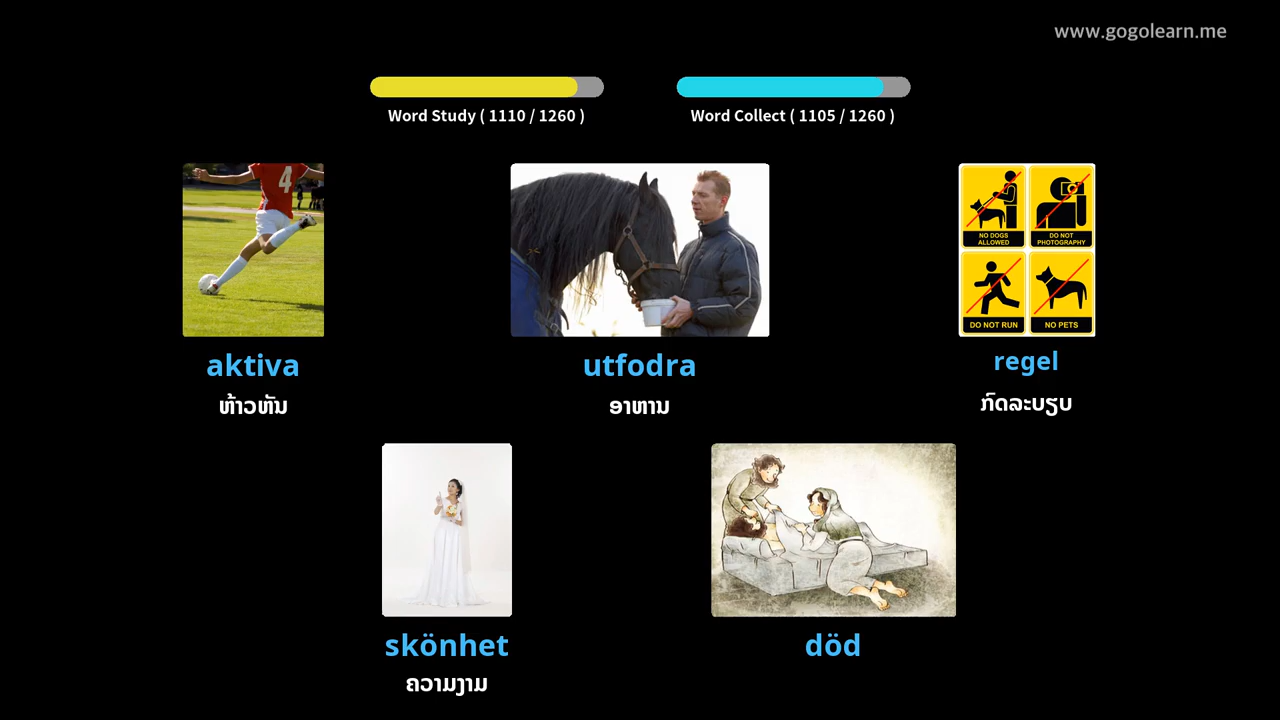 www.gogolearn.me
Word Study ( 1110 / 1260 )
Word Collect ( 1105 / 1260 )
4
NO DOGS
ALLOWED
DO NOT
PHOTOGRAPHY
DO NOT RUN
NO PETS
aktiva
utfodra
regel
ຫ້າວຫັນ
ອາຫານ
ກົດລະບຽບ
skönhet
död
ຄວາມງາມ